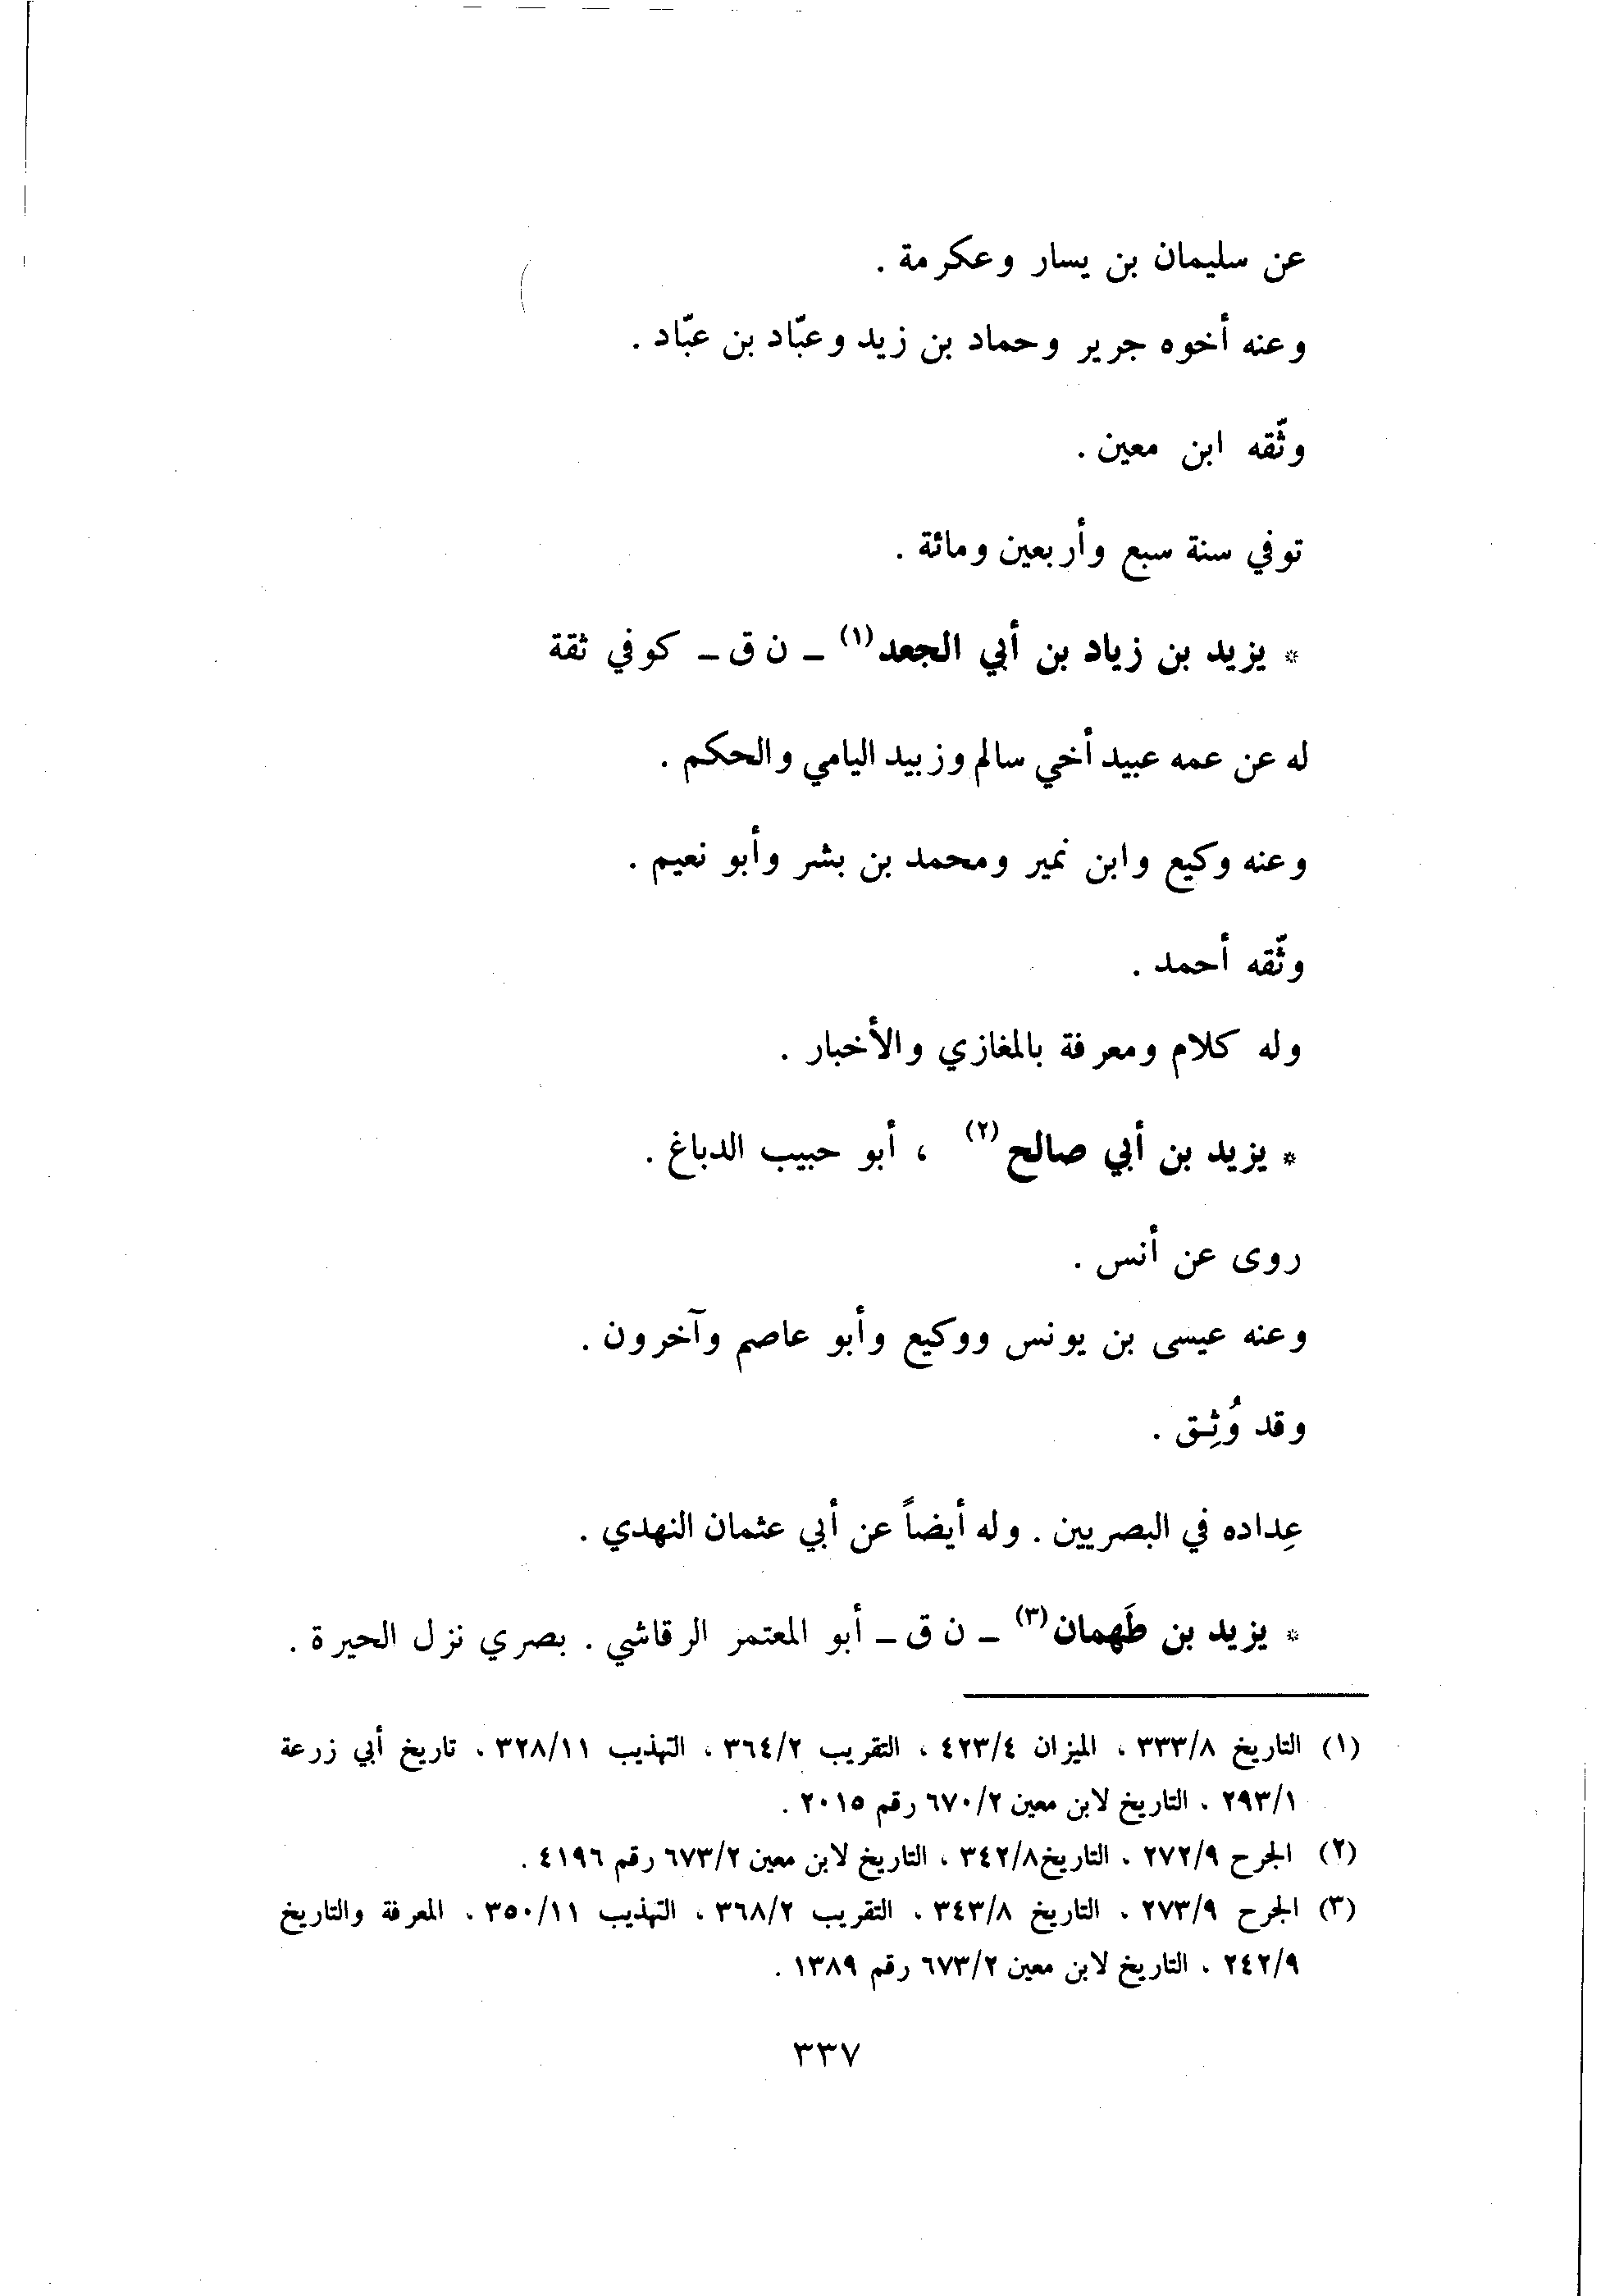 عن سليمان بن يسار وعكرمة .
وعنه أخوه جرير وحماد بن زيد وعبّاد بن عبّاد .
وثّقه ابن معين .
توفي سنة سبع وأربعين ومائة .
* يزيد بن زياد بن أبي الجعد (١) ـ ن ق ـ كوفي ثقة
له عن عمه عبيد أخي سالم وزبيد اليامي والحكم .
وعنه وكيع وابن نمير ومحمد بن بشر وأبو نعيم .
وثّقه أحمد .
وله كلام ومعرفة بالمغازي والأخبار .
* يزيد بن أبي صالح (٢) ، أبو حبيب الدباغ .
روى عن أنس .
وعنه عيسى بن يونس ووكيع وأبو عاصم وآخرون .
وقد وُثِق .
عِداده في البصريين . وله أيضاً عن أبي عثمان النهدي .
* يزيد بن طَهمان (٣) ـ ن ق ـ أبو المعتمر الرقاشي . بصري نزل الحيرة .
(١) التاريخ ٣٣٣/٨ ، الميزان ٤٢٣/٤ ، التقريب ٣٦٤/٢ ، التهذيب ٣٢٨/١١ ، تاريخ أبي زرعة
٢٩٣/١ ، التاريخ لابن معين ٦٧٠/٢ رقم ٢٠١٥ .
(٢) الجرح ٢٧٢/٩ ، التاريخ ٣٤٢/٨ ، التاريخ لابن معين ٦٧٣/٢ رقم ٤١٩٦ .
(٣) الجرح ٢٧٣/٩ ، التاريخ ٣٤٣/٨ ، التقريب ٣٦٨/٢ ، التهذيب ٣٥٠/١١ ، المعرفة والتاريخ
٢٤٢/٩ ، التاريخ لابن معين ٦٧٣/٢ رقم ١٣٨٩ .
٣٣٧